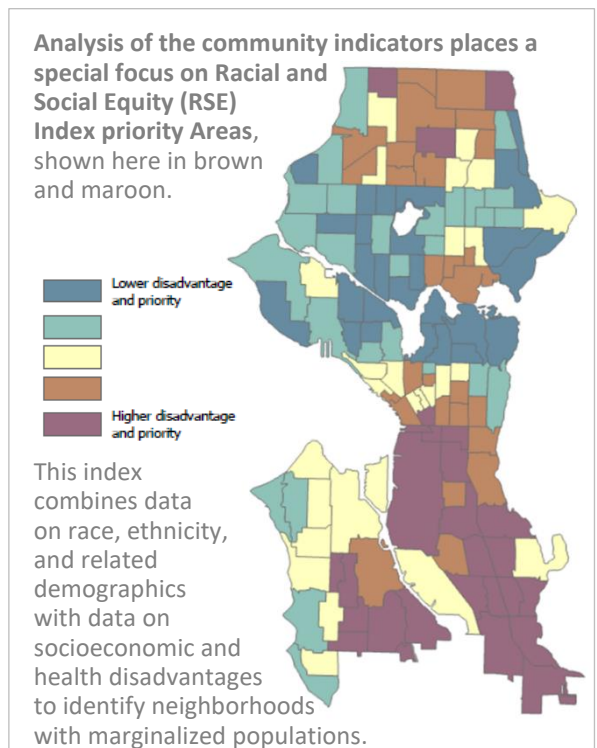 Analysis of the community indicators places a
special focus on Racial and
Social Equity (RSE)
Index priority Areas,
shown here in brown
and maroon.
Lower disadvantage
and priority
Higher disadvantage
and priority
This index
combines data
on race, ethnicity,
and related
demographics
with data on
socioeconomic and
health disadvantages
to identify neighborhoods
with marginalized populations.